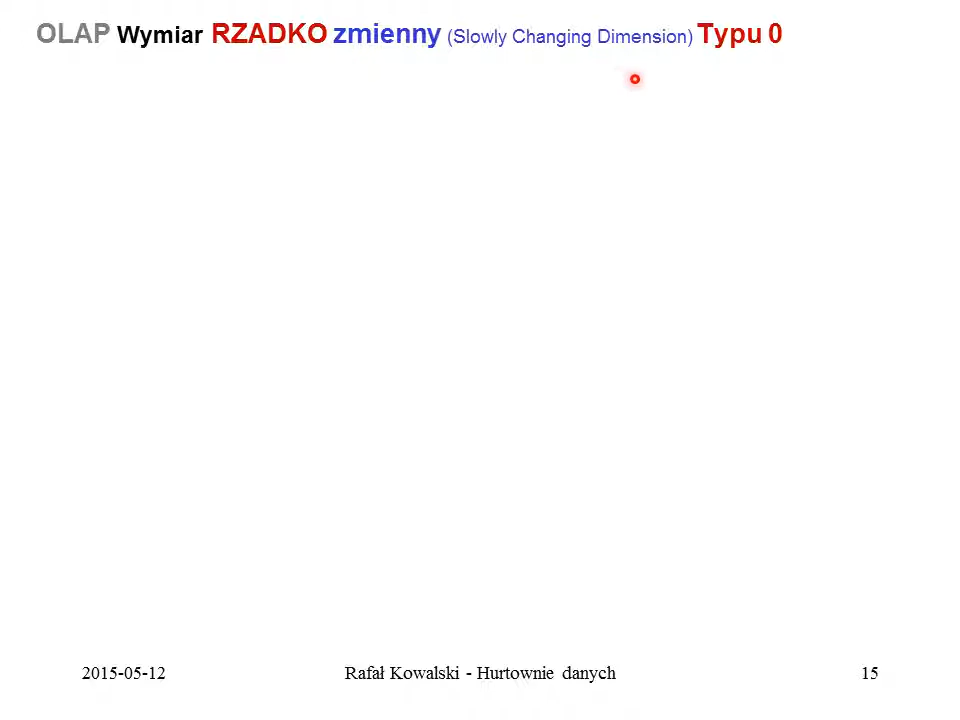 OLAP Wymiar RZADKO zmienny (Slowly Changing Dimension) Typu 0
2015-05-12 Rafał Kowalski - Hurtownie danych 15